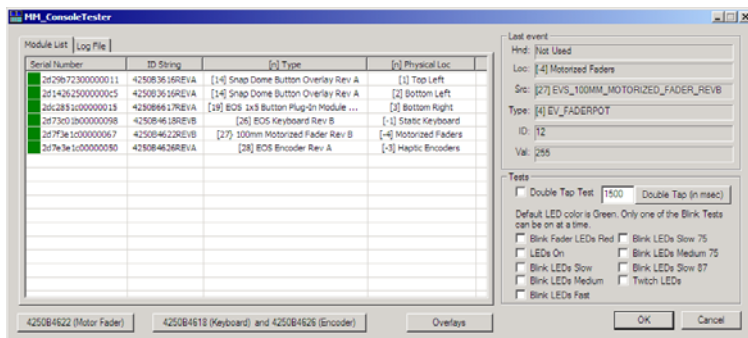 MM_ConsoleTester
Module List
Log File
Serial Number ID String [n] Type [n] Physical Loc
2d29b72300000011 4250B3616REVA [14] Snap Dome Button Overlay Rev A [1] Top Left
2d142625000000c5 4250B3616REVA [14] Snap Dome Button Overlay Rev A [2] Bottom Left
2dc2851c00000015 4250B6617REVA [19] EOS 1x5 Button Plug-In Module ... [3] Bottom Right
2d73c01b00000098 4250B4618REVB [26] EOS Keyboard Rev B [-1] Static Keyboard
2d7f3e1c00000067 4250B4622REVB [27] 100mm Motorized Fader Rev B [-4] Motorized Faders
2d7e3e1c00000050 4250B4626REVA [28] EOS Encoder Rev A [-3] Haptic Encoders
4250B4622 (Motor Fader)
4250B4618 (Keyboard) and 4250B4626 (Encoder)
Overlays
Last event
Hnd: Not Used
Loc: [-4] Motorized Faders
Src: [27] EVS_100MM_MOTORIZED_FADER_REVB
Type: [4] EV_FADERPOT
ID: 12
Val: 255
Tests
Double Tap Test 1500 Double Tap (in msec)
Default LED color is Green. Only one of the Blink Tests
can be on at a time.
Blink Fader LEDs Red Blink LEDs Slow 75
LEDs On Blink LEDs Medium 75
Blink LEDs Slow Blink LEDs Slow 87
Blink LEDs Medium Twitch LEDs
Blink LEDs Fast
OK Cancel